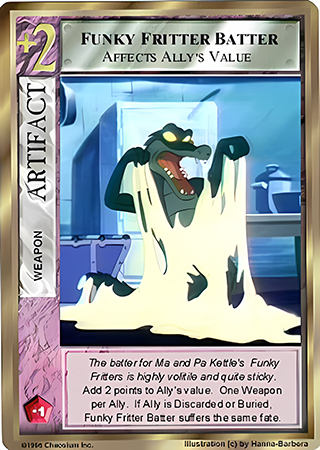 +2
FUNKY FRITTER BATTER
AFFECTS ALLY'S VALUE
ARTIFACT
WEAPON
The batter for Ma and Pa Kettle's Funky
Fritters is highly volitile and quite sticky.
Add 2 points to Ally's value. One Weapon
per Ally. If Ally is Discarded or Buried,
Funky Fritter Batter suffers the same fate.
-1
©1996 Chaosium Inc.
Illustration (c) by Hanna-Barbera